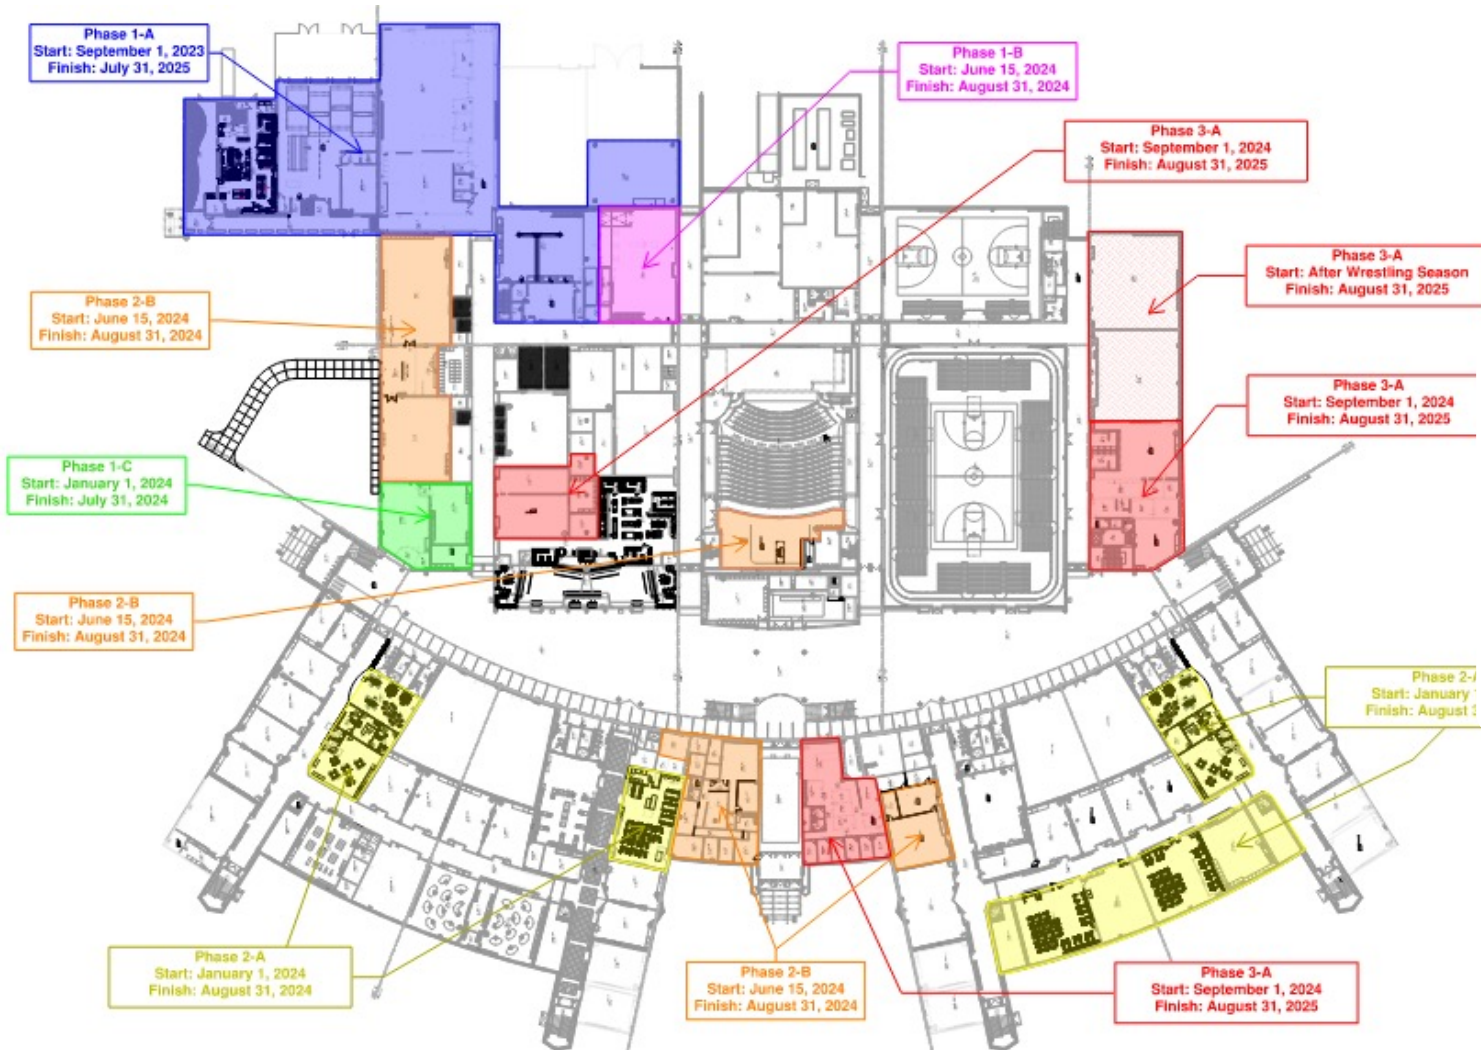 Phase 1-A
Start: September 1, 2023
Finish: July 31, 2025
Phase 1-B
Start: June 15, 2024
Finish: August 31, 2024
Phase 3-A
Start: September 1, 2024
Finish: August 31, 2025
Phase 3-A
Start: After Wrestling Season
Finish: August 31, 2025
Phase 2-B
Start: June 15, 2024
Finish: August 31, 2024
Phase 3-A
Start: September 1, 2024
Finish: August 31, 2025
Phase 1-C
Start: January 1, 2024
Finish: July 31, 2024
Phase 2-B
Start: June 15, 2024
Finish: August 31, 2024
Phase 2-
Start: January
Finish: August
Phase 2-A
Start: January 1, 2024
Finish: August 31, 2024
Phase 2-B
Start: June 15, 2024
Finish: August 31, 2024
Phase 3-A
Start: September 1, 2024
Finish: August 31, 2025